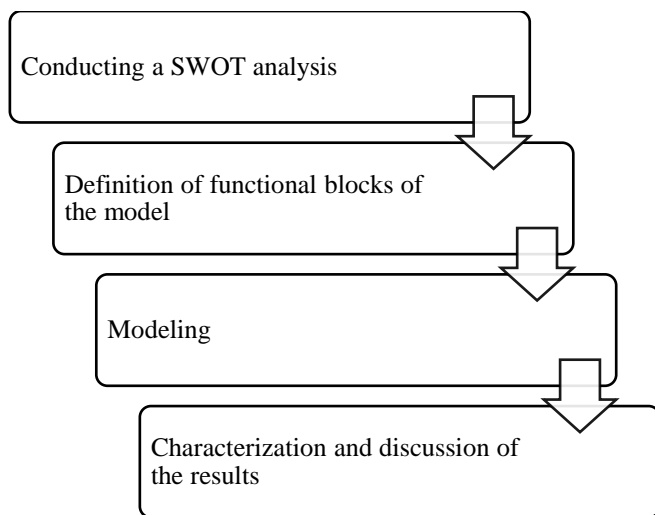 Conducting a SWOT analysis
Definition of functional blocks of
the model
Modeling
Characterization and discussion of
the results